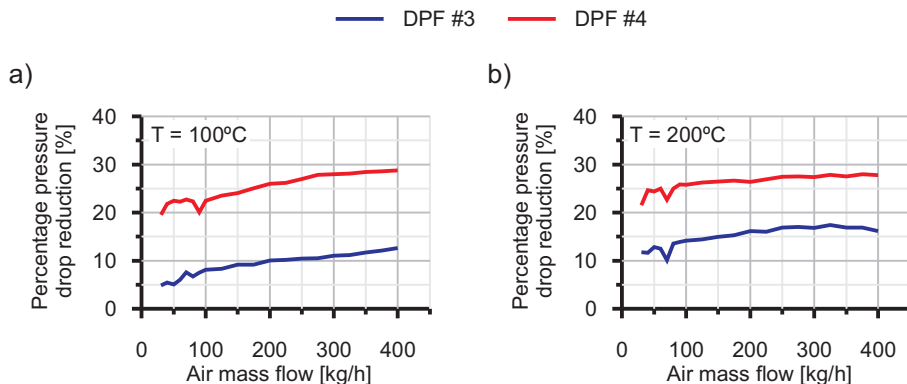 DPF #3 DPF #4
a)
Percentage pressure
drop reduction [%]
40
30
20
10
0
T = 100ºC
0 100 200 300 400
Air mass flow [kg/h]
b)
Percentage pressure
drop reduction [%]
40
30
20
10
0
T = 200ºC
0 100 200 300 400
Air mass flow [kg/h]